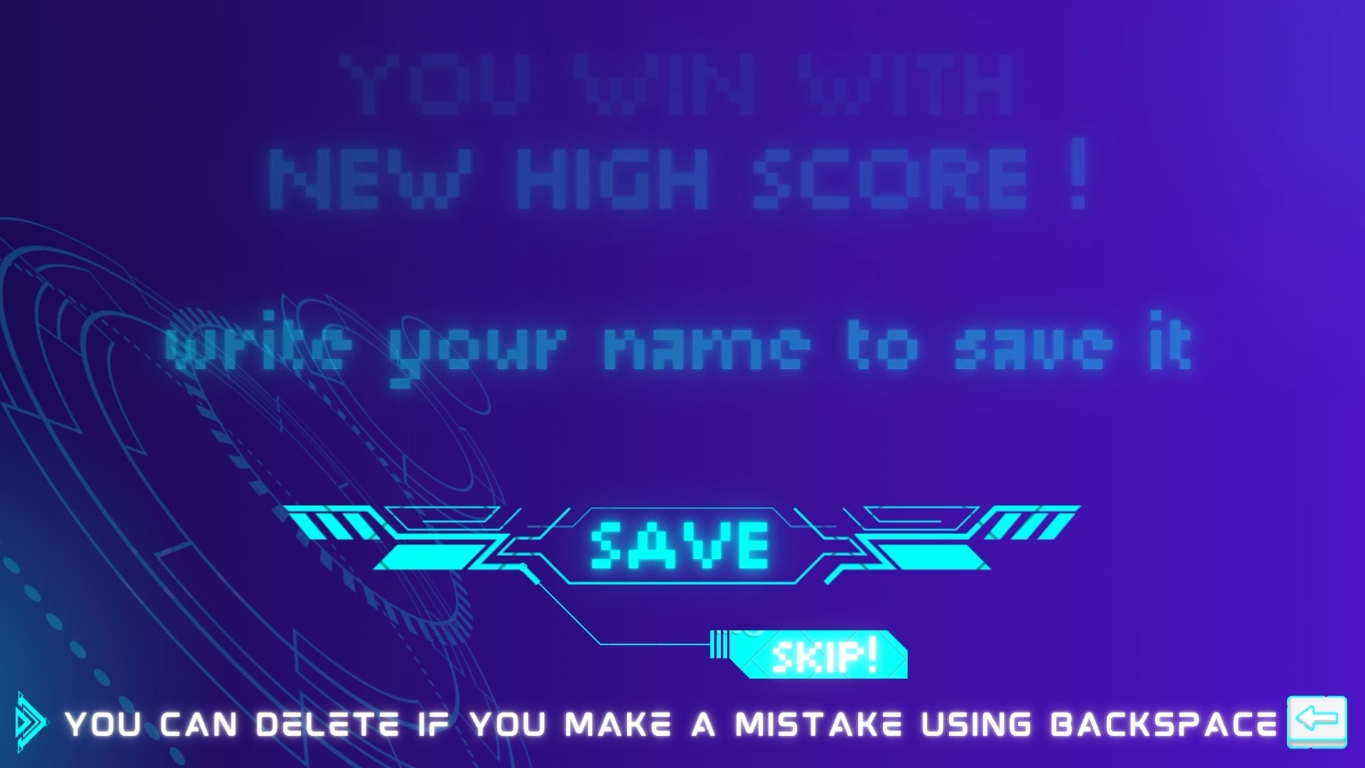 YOU WIN WITH
NEW HIGH SCORE !
write your name to save it
SAVE
SKIP!
YOU CAN DELETE IF YOU MAKE A MISTAKE USING BACKSPACE